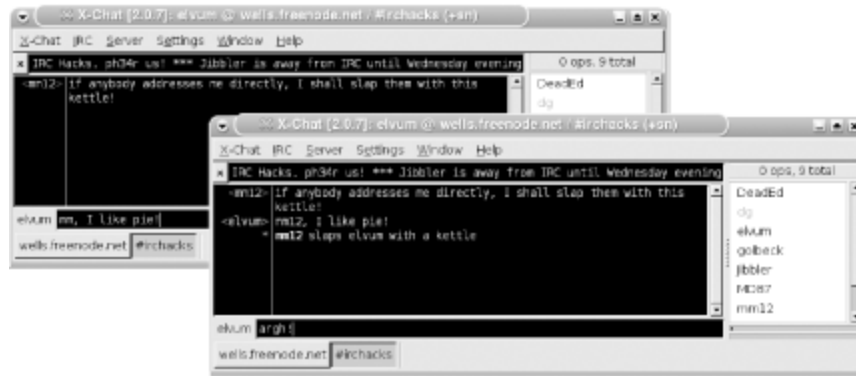 X-Chat [2.0.7]: elvum @ wells.freenode.net / #irchacks (+sn)
X-Chat IRC Server Settings Window Help
x IRC Hacks. ph34r us! *** Jibbler is away from IRC until Wednesday evening
0 ops, 9 total
<mm12> if anybody addresses me directly, I shall slap them with this
kettle!
DeadEd
dg
elvum mm, I like pie!
wells.freenode.net #irchacks
X-Chat [2.0.7]: elvum @ wells.freenode.net / #irchacks (+sn)
X-Chat IRC Server Settings Window Help
x IRC Hacks. ph34r us! *** Jibbler is away from IRC until Wednesday evening
0 ops, 9 total
<mm12> if anybody addresses me directly, I shall slap them with this
kettle!
<elvum> mm12, I like pie!
* mm12 slaps elvum with a kettle
DeadEd
dg
elvum
golbeck
Jibbler
MD87
mm12
elvum argh!
wells.freenode.net #irchacks